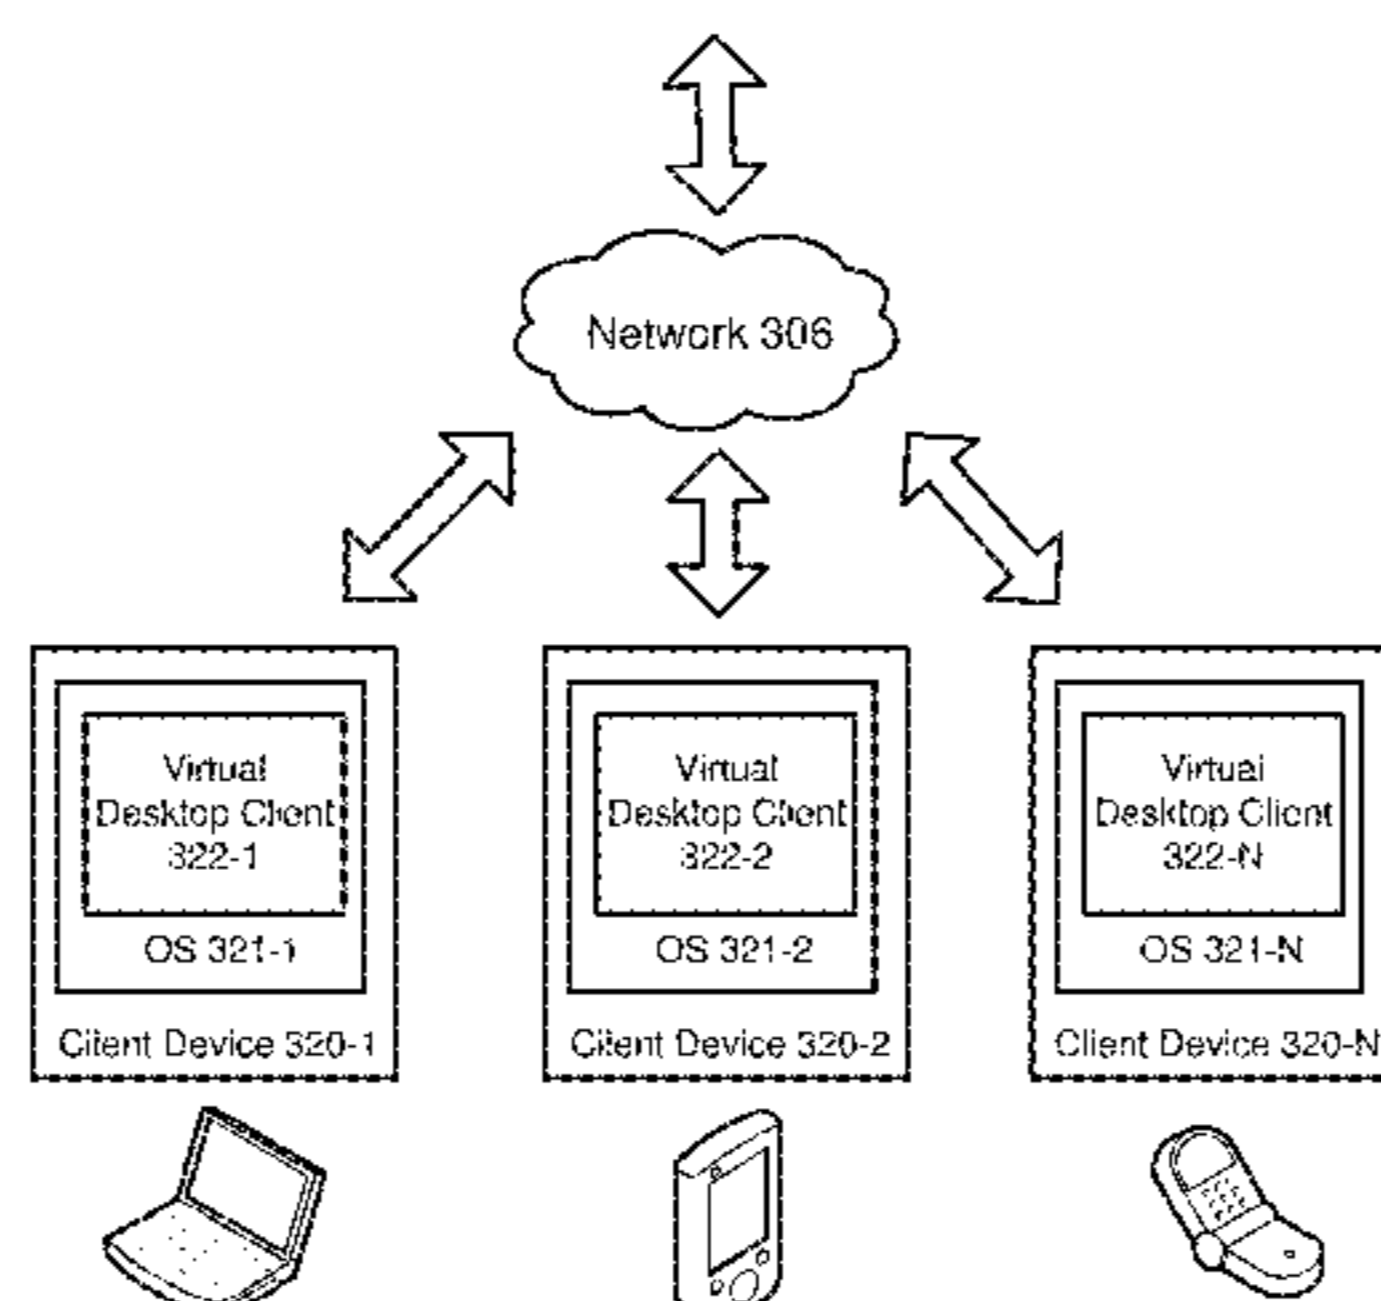 Network 306
Virtual
Desktop Client
322-1
OS 321-1
Client Device 320-1
Virtual
Desktop Client
322-2
OS 321-2
Client Device 320-2
Virtual
Desktop Client
322-N
OS 321-N
Client Device 320-N